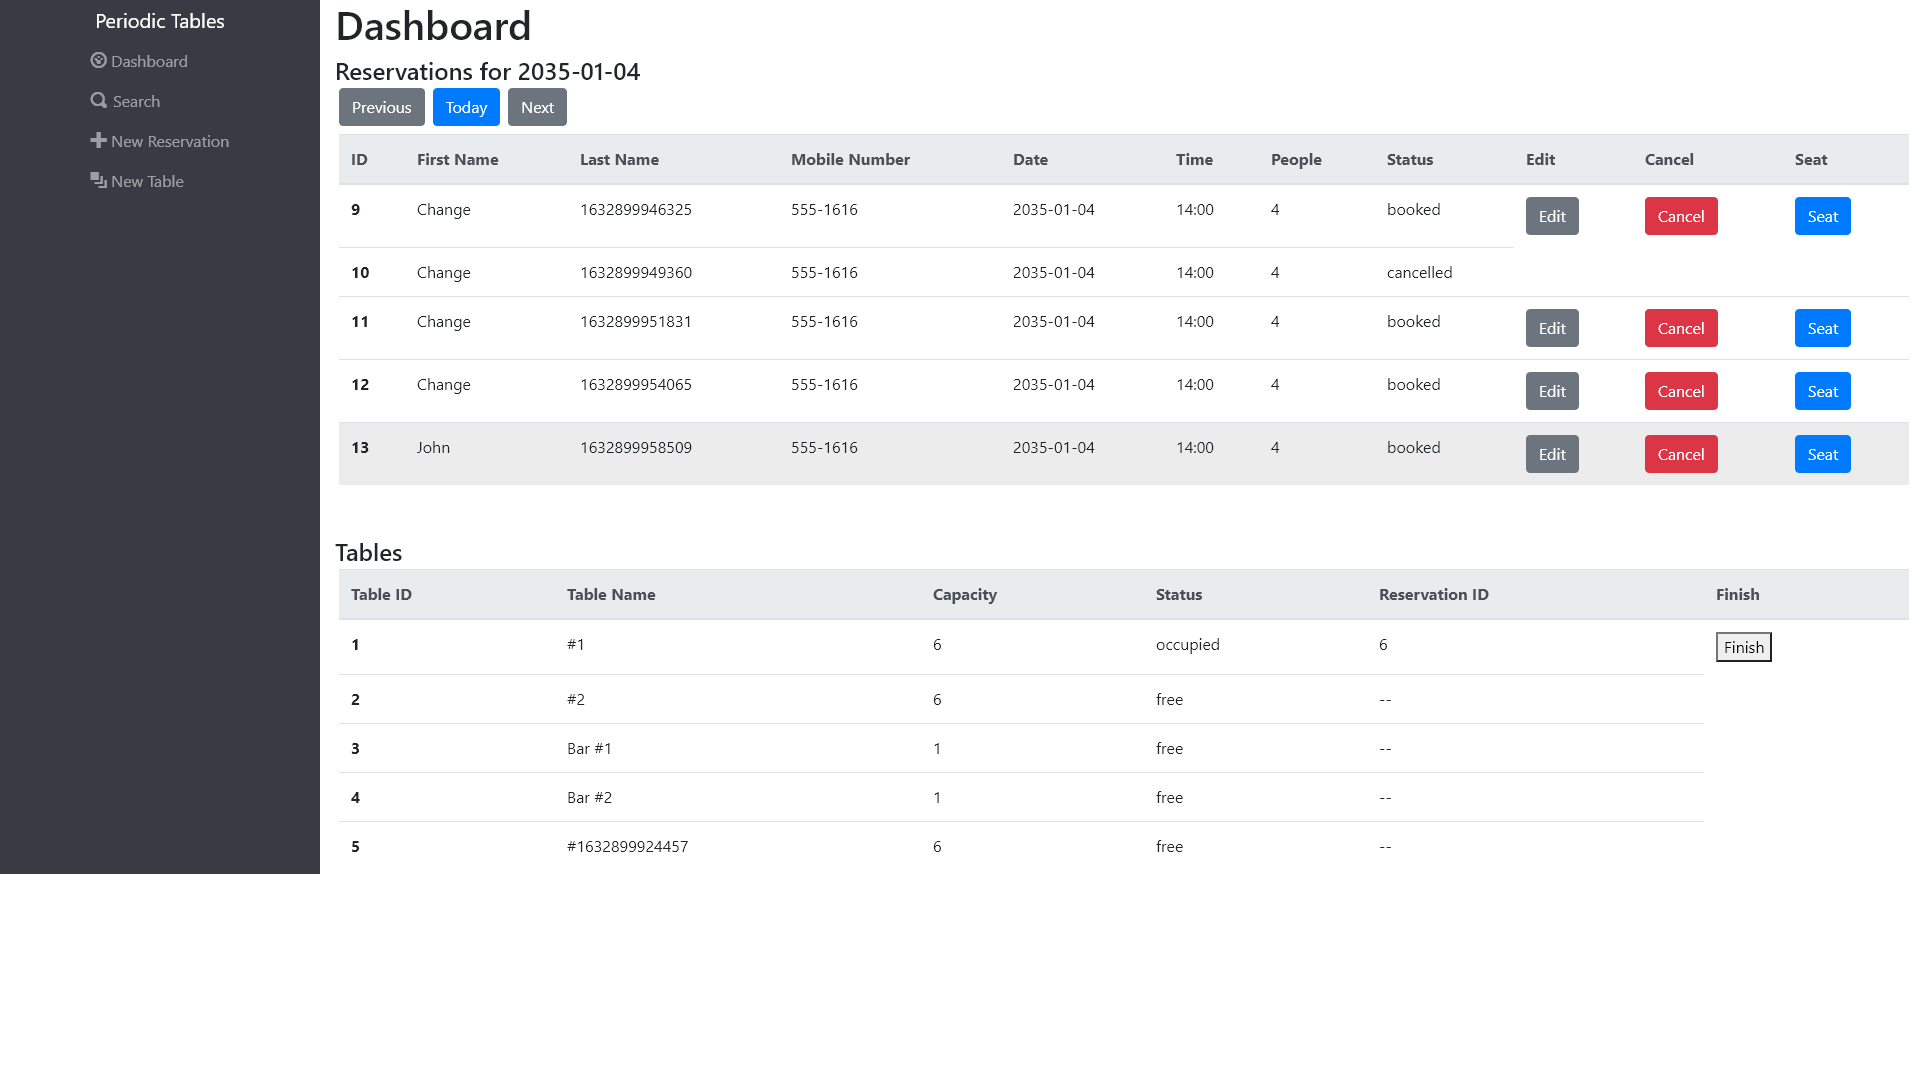 Periodic Tables
Dashboard
Search
New Reservation
New Table
Dashboard
Reservations for 2035-01-04
Previous Today Next
ID First Name Last Name Mobile Number Date Time People Status Edit Cancel Seat
9 Change 1632899946325 555-1616 2035-01-04 14:00 4 booked Edit Cancel Seat
10 Change 1632899949360 555-1616 2035-01-04 14:00 4 cancelled
11 Change 1632899951831 555-1616 2035-01-04 14:00 4 booked Edit Cancel Seat
12 Change 1632899954065 555-1616 2035-01-04 14:00 4 booked Edit Cancel Seat
13 John 1632899958509 555-1616 2035-01-04 14:00 4 booked Edit Cancel Seat
Tables
Table ID Table Name Capacity Status Reservation ID Finish
1 #1 6 occupied 6 Finish
2 #2 6 free --
3 Bar #1 1 free --
4 Bar #2 1 free --
5 #1632899924457 6 free --